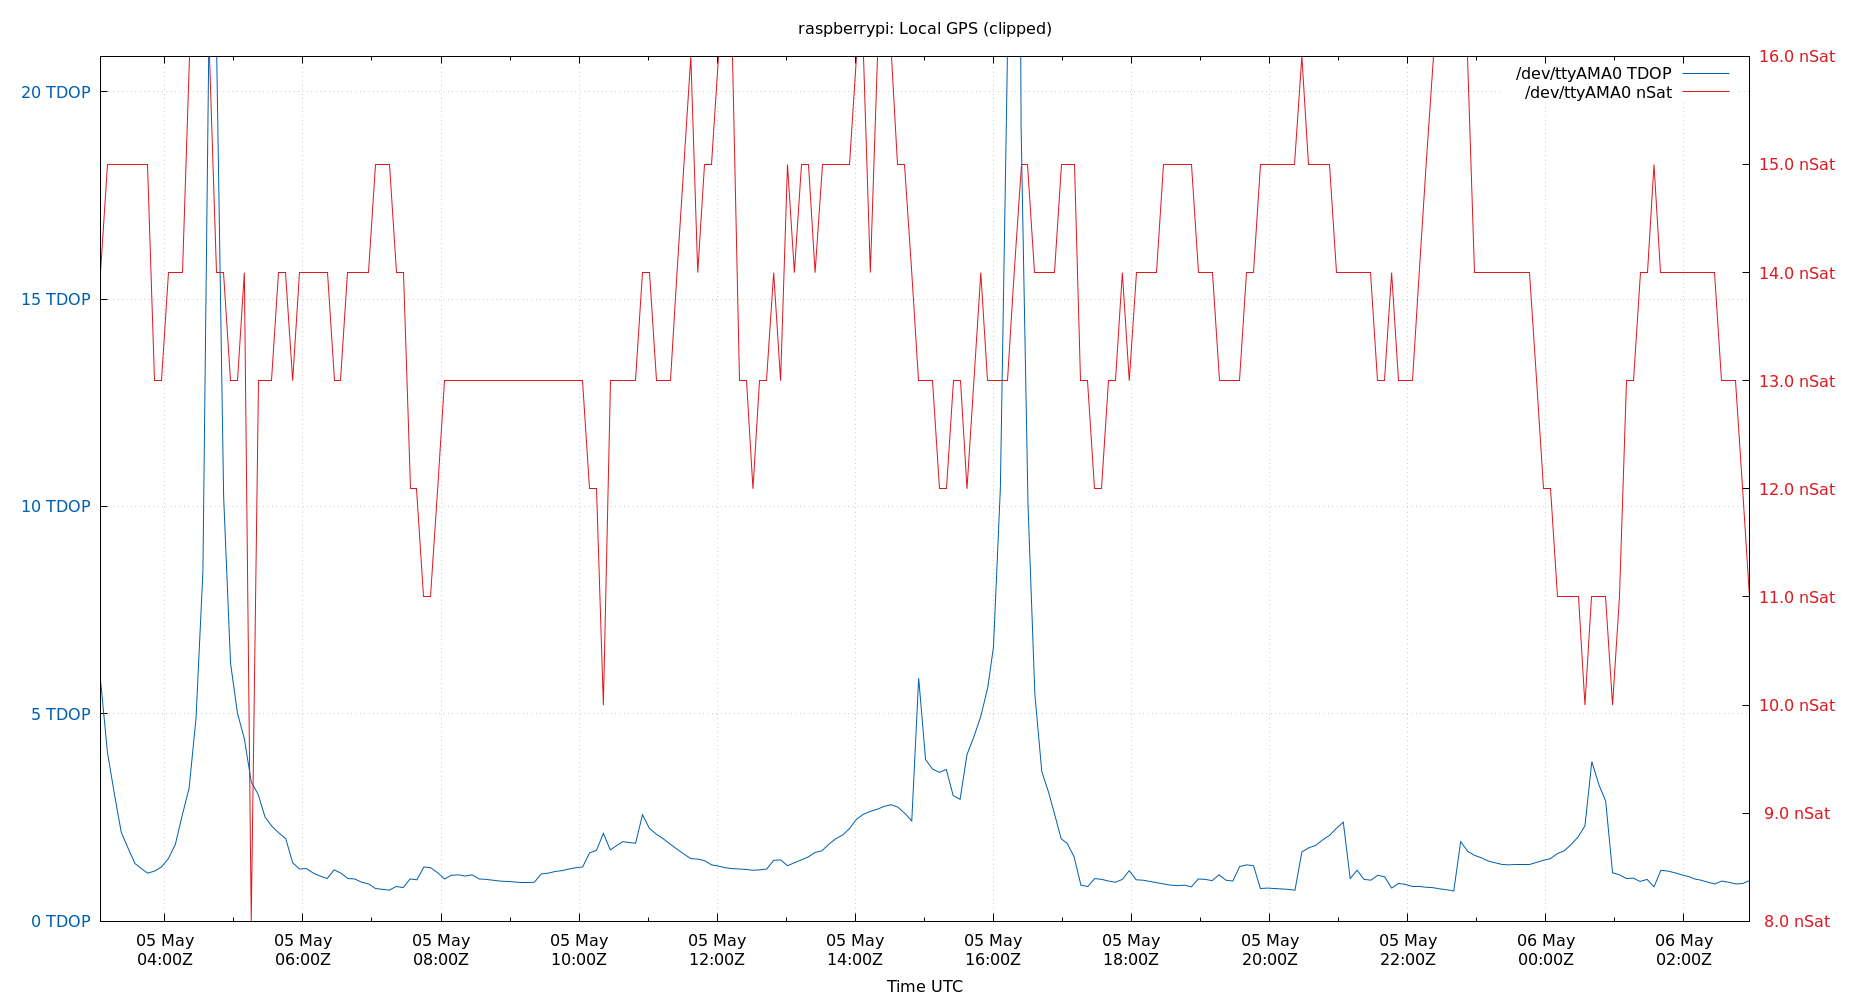 raspberrypi: Local GPS (clipped)
/dev/ttyAMA0 TDOP
/dev/ttyAMA0 nSat
20 TDOP
15 TDOP
10 TDOP
5 TDOP
0 TDOP
16.0 nSat
15.0 nSat
14.0 nSat
13.0 nSat
12.0 nSat
11.0 nSat
10.0 nSat
9.0 nSat
8.0 nSat
05 May 05 May 05 May 05 May 05 May 05 May 05 May 05 May 05 May 05 May 06 May 06 May
04:00Z 06:00Z 08:00Z 10:00Z 12:00Z 14:00Z 16:00Z 18:00Z 20:00Z 22:00Z 00:00Z 02:00Z
Time UTC